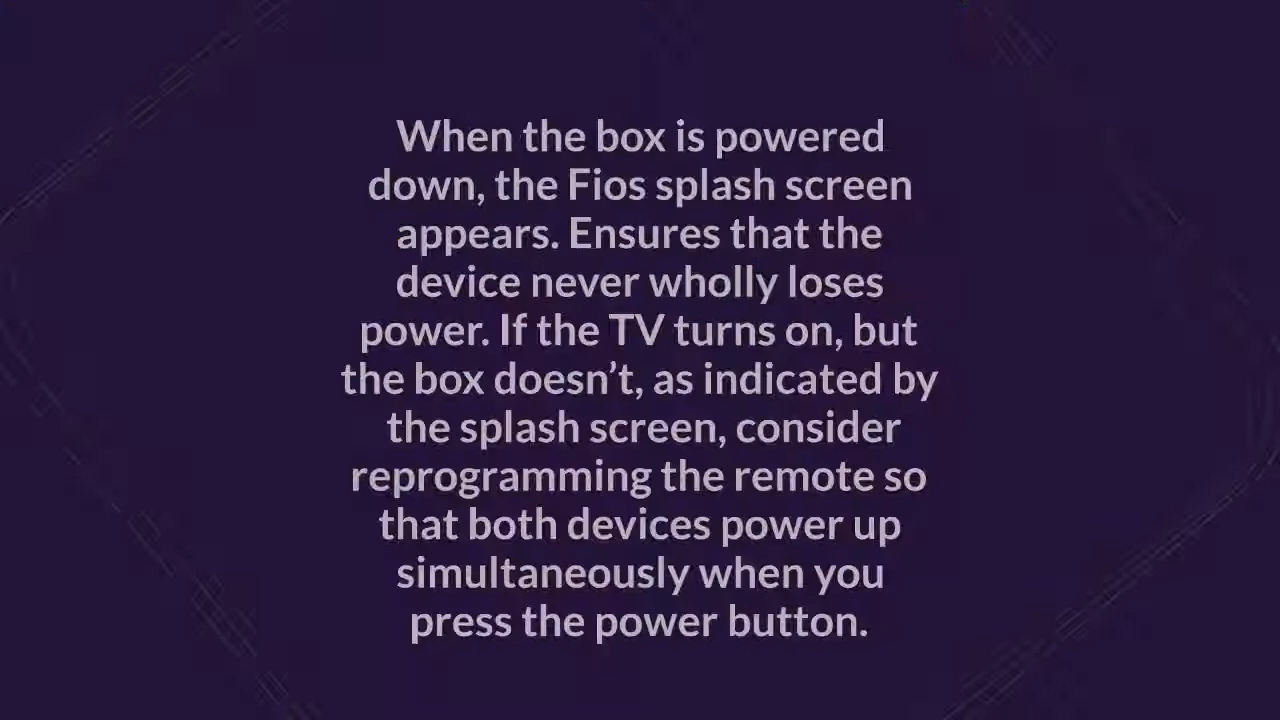 When the box is powered
down, the Fios splash screen
appears. Ensures that the
device never wholly loses
power. If the TV turns on, but
the box doesn’t, as indicated by
the splash screen, consider
reprogramming the remote so
that both devices power up
simultaneously when you
press the power button.